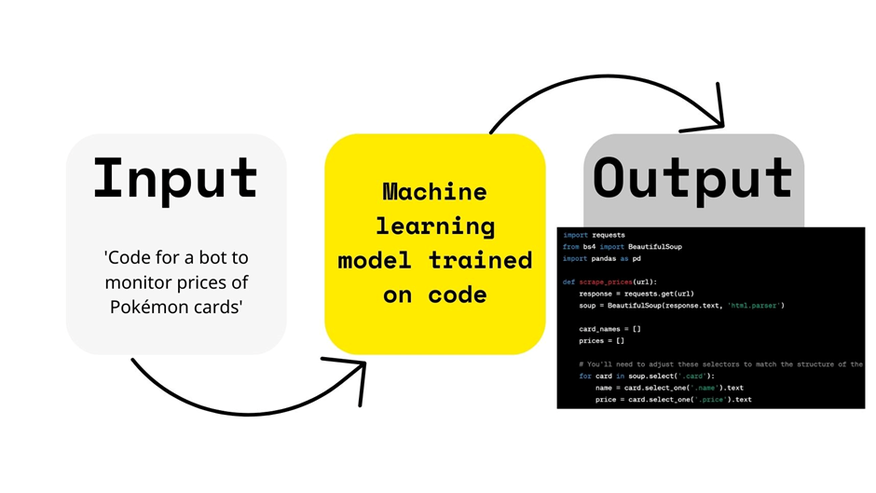 Input
'Code for a bot to
monitor prices of
Pokémon cards'
Machine
learning
model trained
on code
Output
import requests
from bs4 import BeautifulSoup
import pandas as pd
def scrape_prices(url):
    response = requests.get(url)
    soup = BeautifulSoup(response.text, 'html.parser')
    card_names = []
    prices = []
    # You'll need to adjust these selectors to match the structure of the
    for card in soup.select('.card'):
        name = card.select_one('.name').text
        price = card.select_one('.price').text